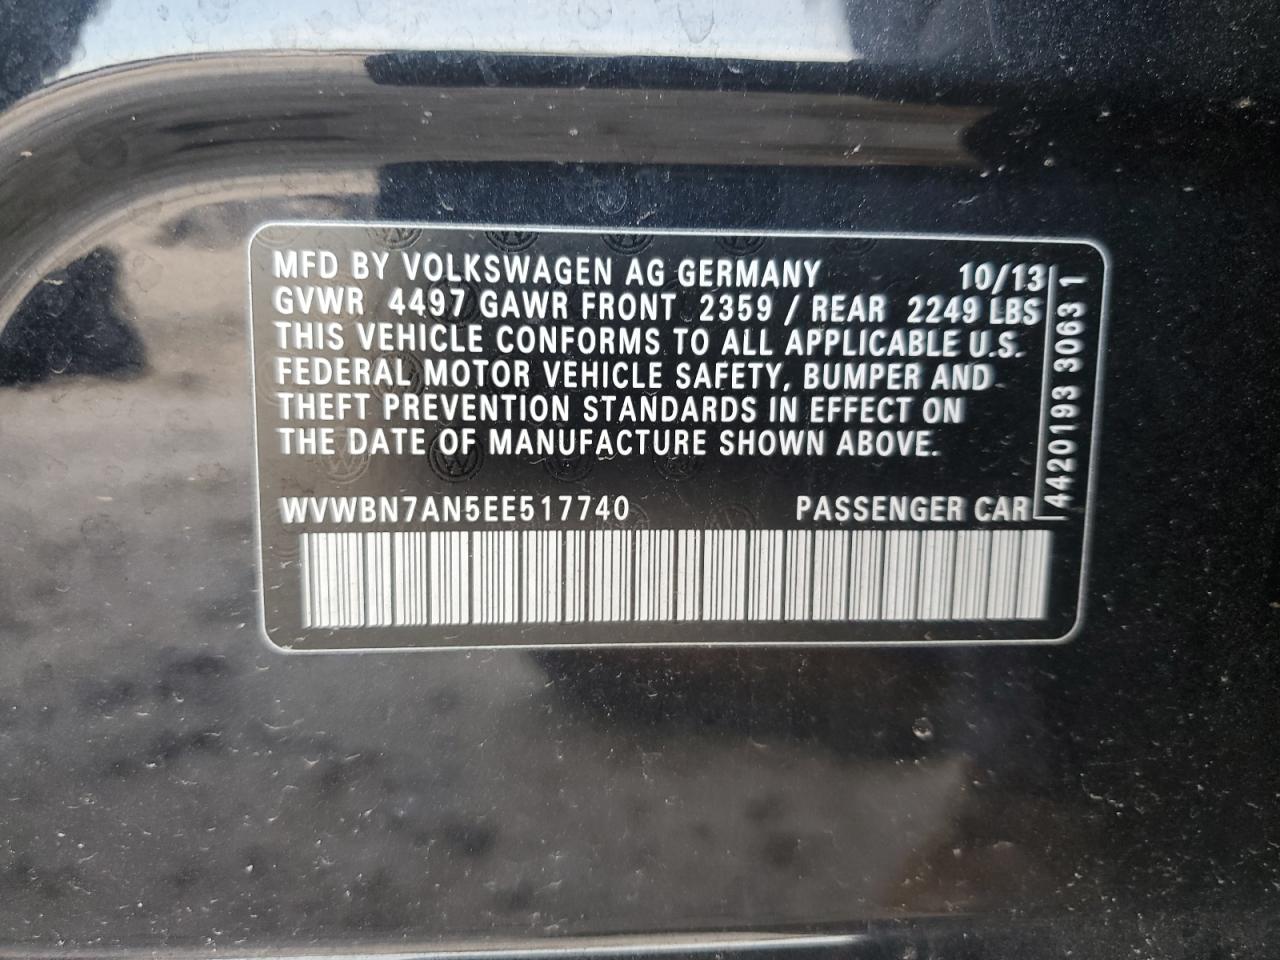 MFD BY VOLKSWAGEN AG GERMANY 10/13
GVWR 4497 GAWR FRONT 2359 / REAR 2249 LBS
THIS VEHICLE CONFORMS TO ALL APPLICABLE U.S.
FEDERAL MOTOR VEHICLE SAFETY, BUMPER AND
THEFT PREVENTION STANDARDS IN EFFECT ON
THE DATE OF MANUFACTURE SHOWN ABOVE.
WVWBN7AN5EE517740 PASSENGER CAR
4420193 3063 1